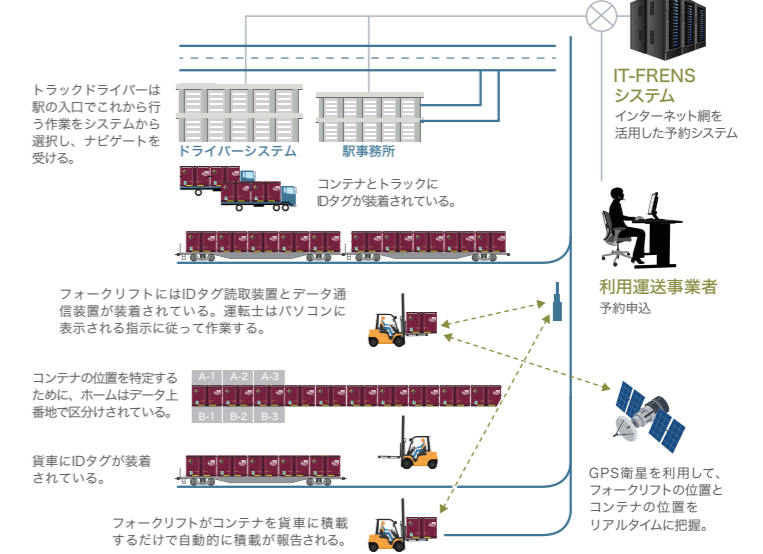 トラックドライバーは
駅の入口でこれから行
う作業をシステムから
選択し、ナビゲートを
受ける。
ドライバーシステム
駅事務所
IT-FRENS
システム
インターネット網を
活用した予約システム
コンテナとトラックに
IDタグが装着されている。
利用運送事業者
予約申込
フォークリフトにはIDタグ読取装置とデータ通
信装置が装着されている。運転士はパソコンに
表示される指示に従って作業する。
コンテナの位置を特定する
ために、ホームはデータ上
番地で区分けされている。
A-1 A-2 A-3
B-1 B-2 B-3
貨車にIDタグが装着
されている。
GPS衛星を利用して、
フォークリフトの位置と
コンテナの位置を
リアルタイムに把握。
フォークリフトがコンテナを貨車に積載
するだけで自動的に積載が報告される。